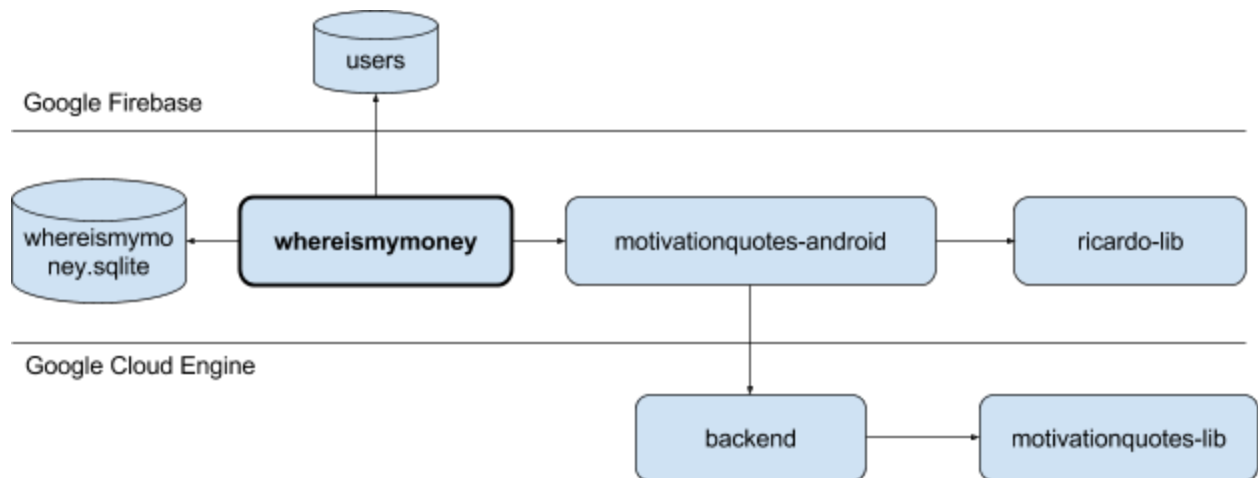 users
Google Firebase
whereismymo
ney.sqlite
whereismymoney
motivationquotes-android
ricardo-lib
Google Cloud Engine
backend
motivationquotes-lib